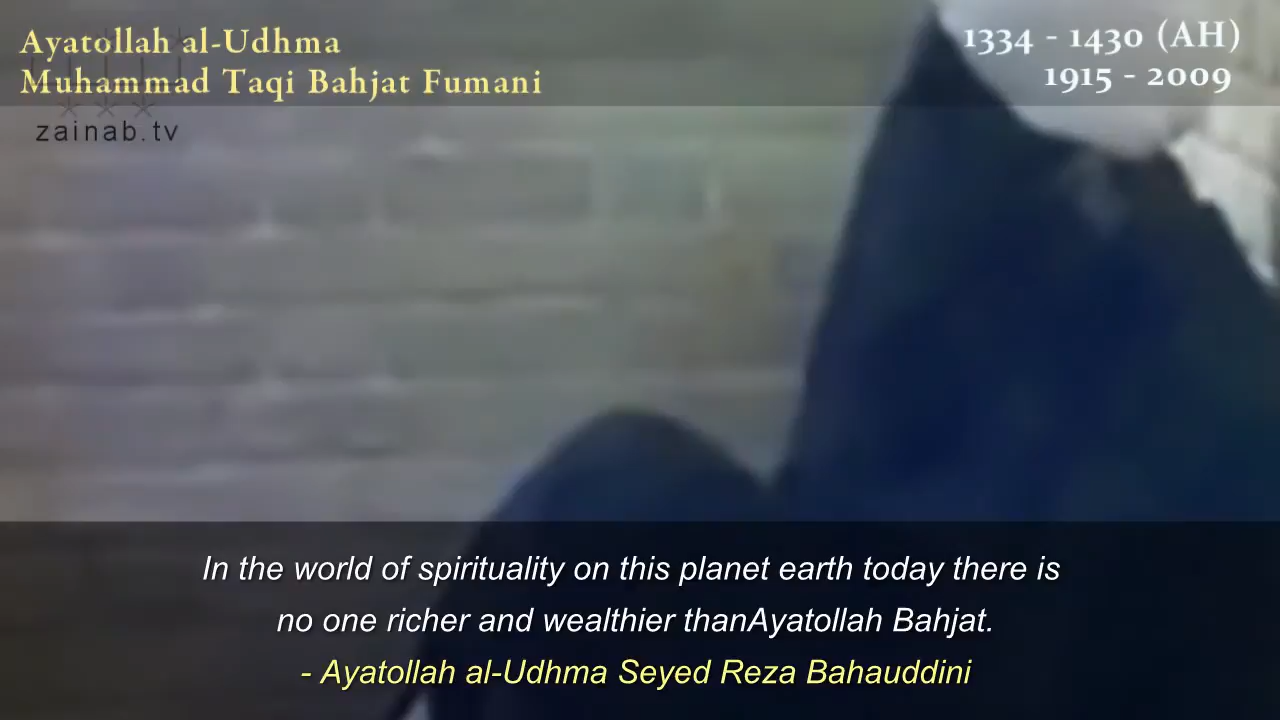 Ayatollah al-Udhma
Muhammad Taqi Bahjat Fumani
1334 - 1430 (AH)
1915 - 2009
zainab.tv
In the world of spirituality on this planet earth today there is
no one richer and wealthier thanAyatollah Bahjat.
- Ayatollah al-Udhma Seyed Reza Bahauddini